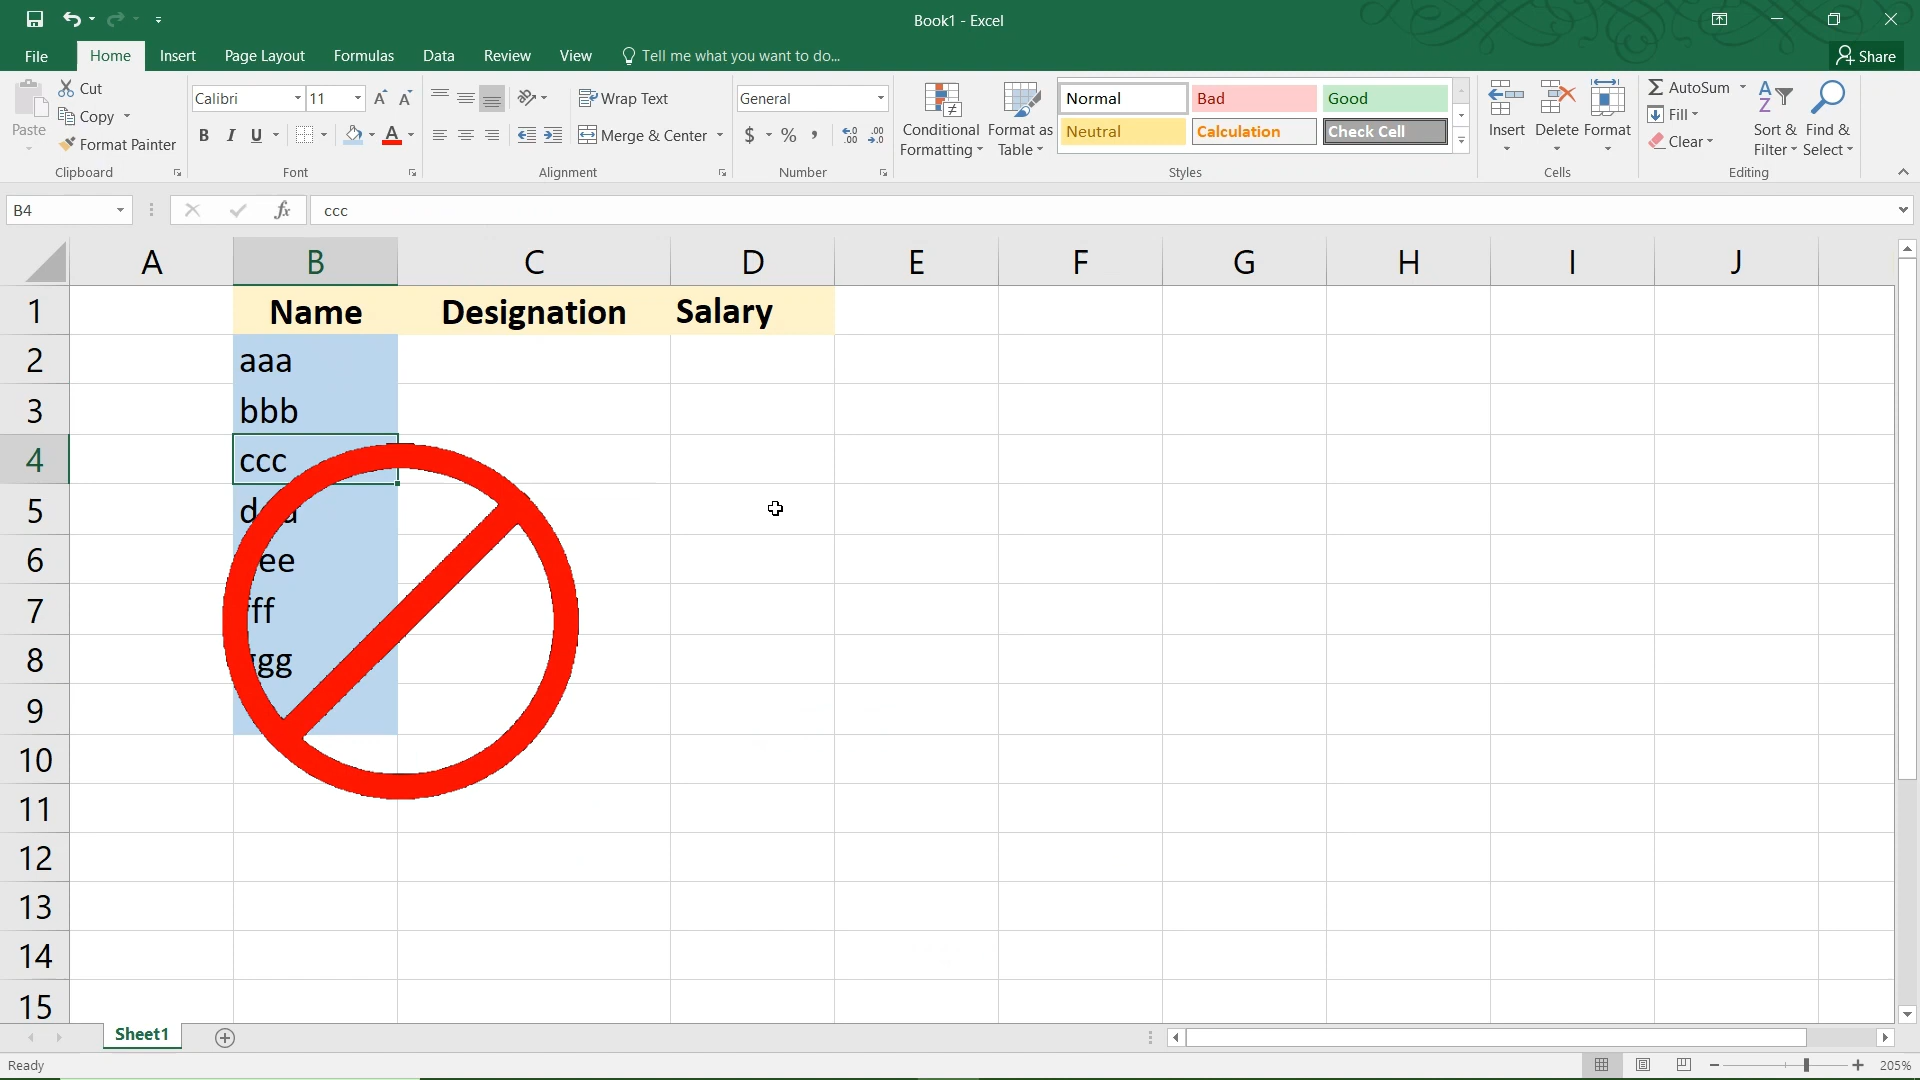 Book1 - Excel
File Home Insert Page Layout Formulas Data Review View Tell me what you want to do... Share
Cut
Copy
Format Painter
Paste
Clipboard
Calibri 11 A A
B I U A
Font
Wrap Text
Merge & Center
Alignment
General
$ % , .00 .00
Number
Conditional Formatting
Format as Table
Normal Bad Good
Neutral Calculation Check Cell
Styles
Insert Delete Format
Cells
AutoSum
Fill
Clear
Sort & Filter
Find & Select
Editing
B4 fx ccc
A B C D E F G H I J
1 Name Designation Salary
2 aaa
3 bbb
4 ccc
5
6
7
8
9
10
11
12
13
14
15
Sheet1
Ready 205%